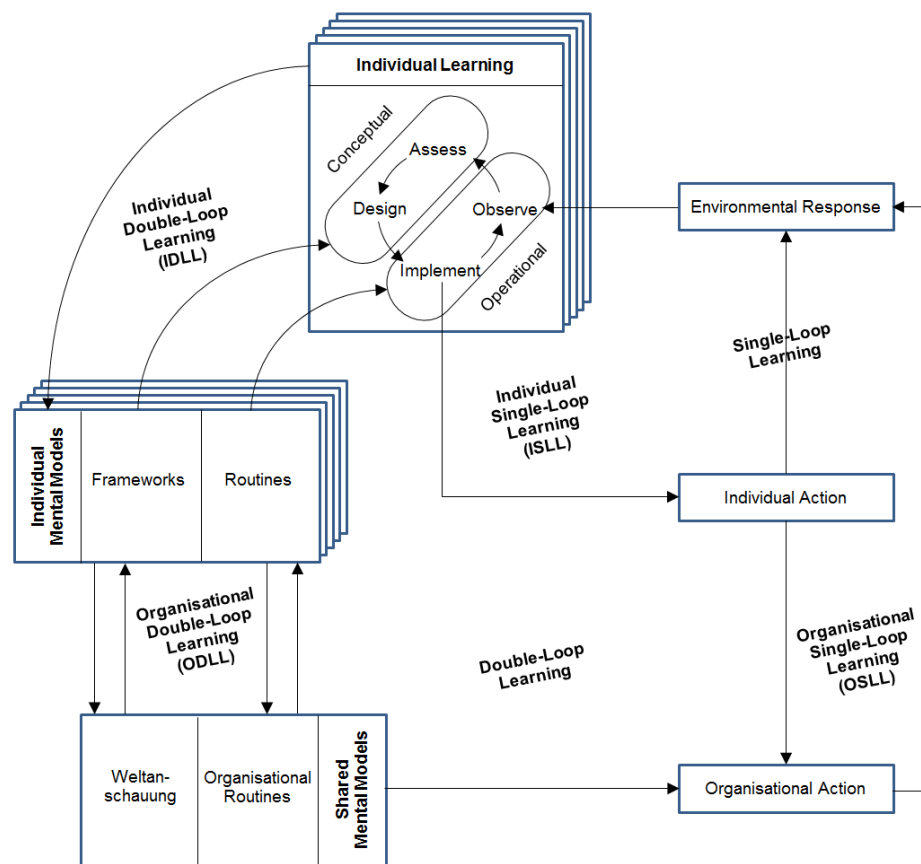 Individual Learning
Conceptual
Assess
Design
Observe
Implement
Operational
Environmental Response
Individual
Double-Loop
Learning
(IDLL)
Single-Loop
Learning
Individual
Single-Loop
Learning
(ISLL)
Individual
Mental Models
Frameworks
Routines
Individual Action
Organisational
Double-Loop
Learning
(ODLL)
Double-Loop
Learning
Organisational
Single-Loop
Learning
(OSLL)
Weltan-
schauung
Organisational
Routines
Shared
Mental Models
Organisational Action